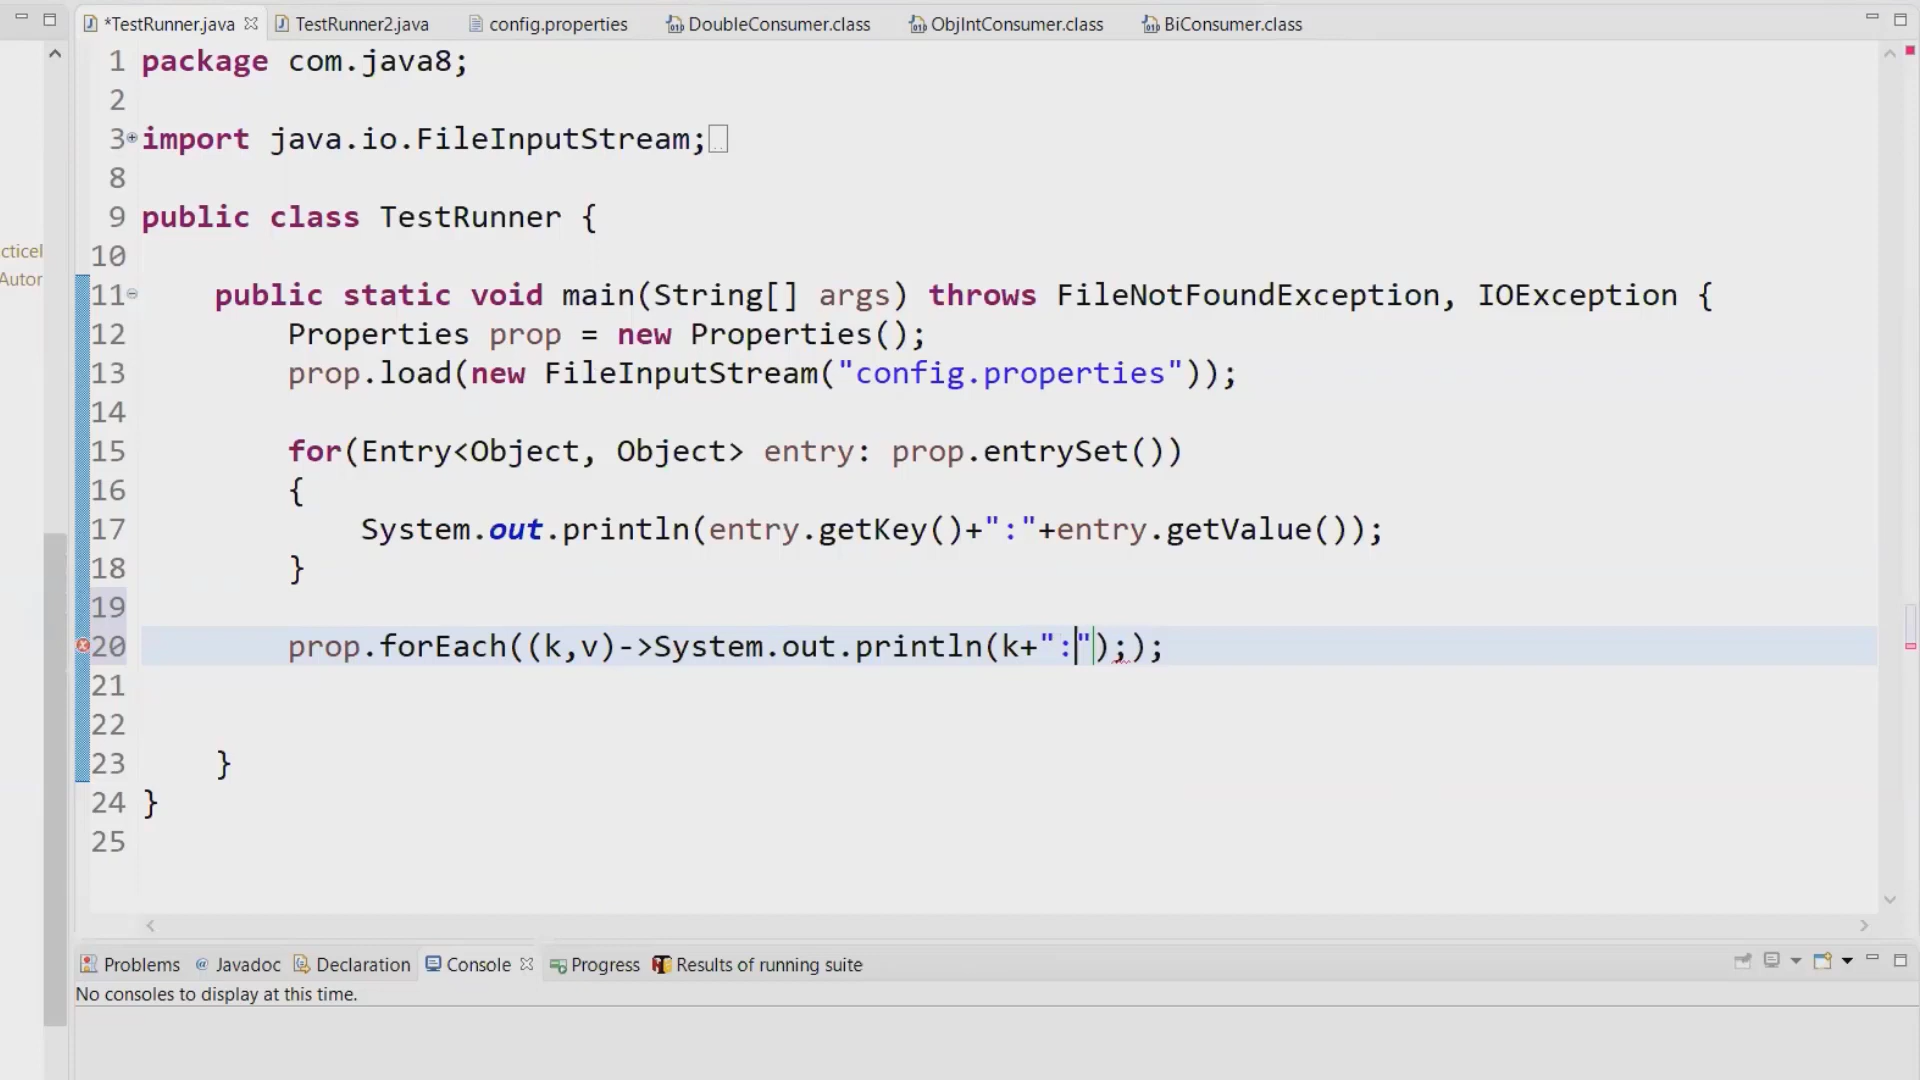 *TestRunner.java TestRunner2.java config.properties DoubleConsumer.class ObjIntConsumer.class BiConsumer.class
cticel
Autor
1 package com.java8;
2
3 import java.io.FileInputStream;
8
9 public class TestRunner {
10
11 public static void main(String[] args) throws FileNotFoundException, IOException {
12 Properties prop = new Properties();
13 prop.load(new FileInputStream("config.properties"));
14
15 for(Entry<Object, Object> entry: prop.entrySet())
16 {
17 System.out.println(entry.getKey()+":"+entry.getValue());
18 }
19
20 prop.forEach((k,v)->System.out.println(k+":"););
21
22
23 }
24 }
25
Problems Javadoc Declaration Console Progress Results of running suite
No consoles to display at this time.